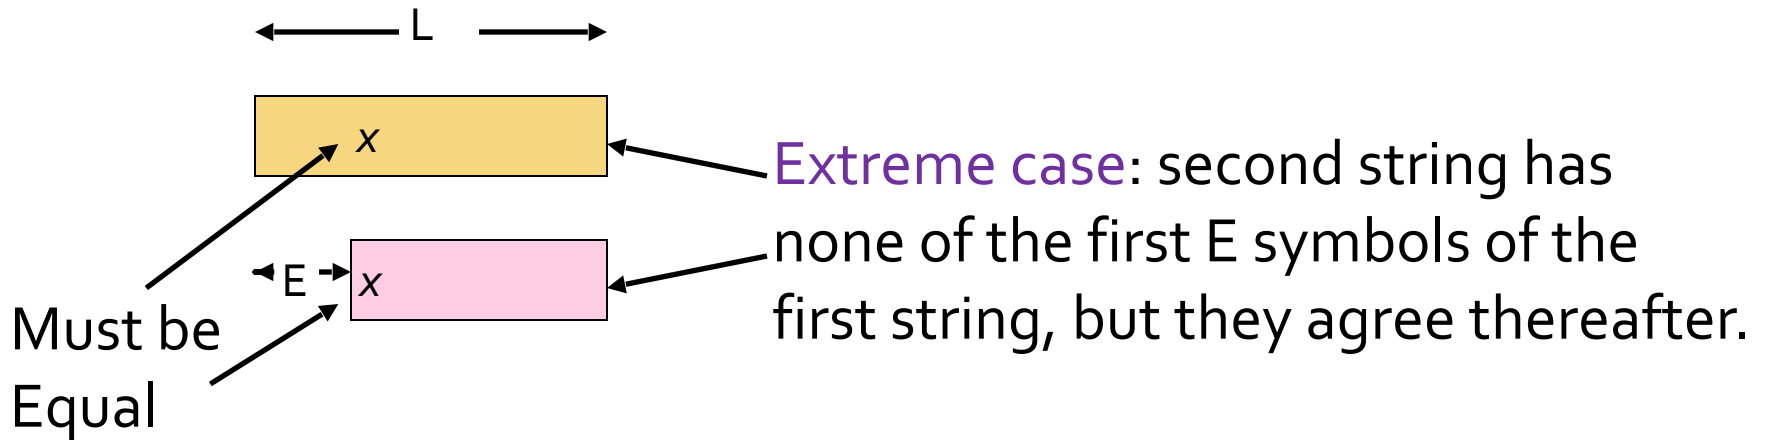 L
x
Extreme case: second string has
none of the first E symbols of the
first string, but they agree thereafter.
E
x
Must be
Equal